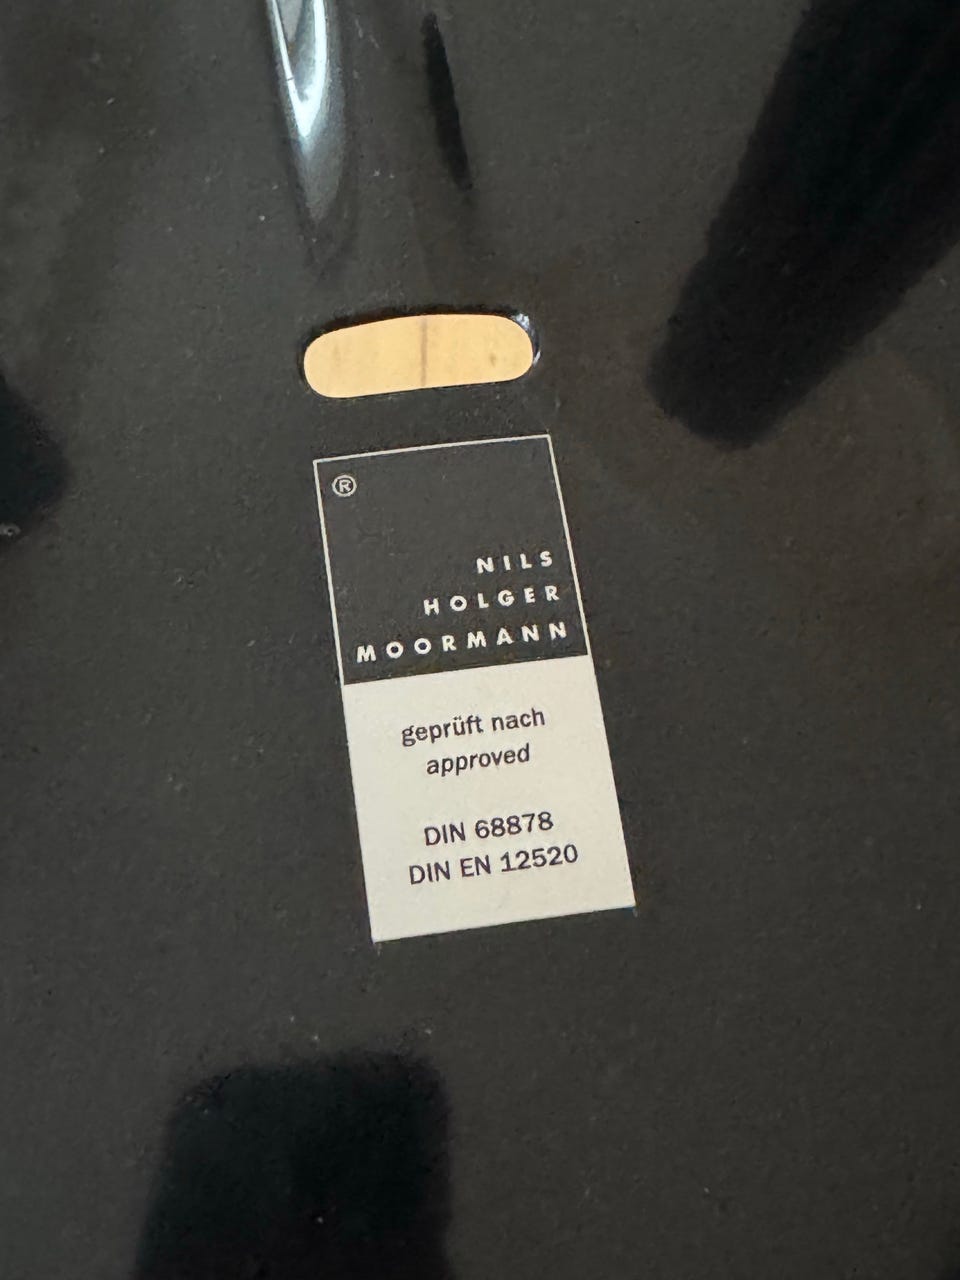 ®
NILS
HOLGER
MOORMANN
geprüft nach
approved
DIN 68878
DIN EN 12520